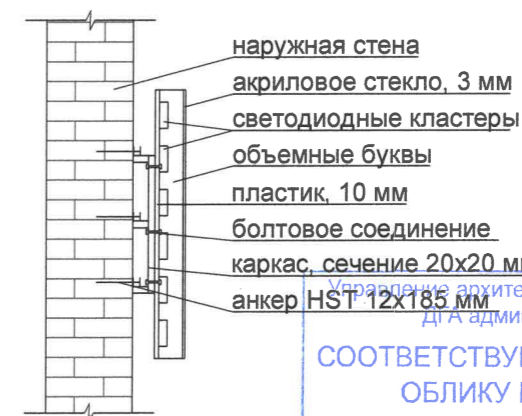 наружная стена
акриловое стекло, 3 мм
светодиодные кластеры
объемные буквы
пластик, 10 мм
болтовое соединение
каркас, сечение 20х20 м
Управление архите
анкер HST 12х185 мм
ДГА адми
СООТВЕТСТВУ
ОБЛИКУ